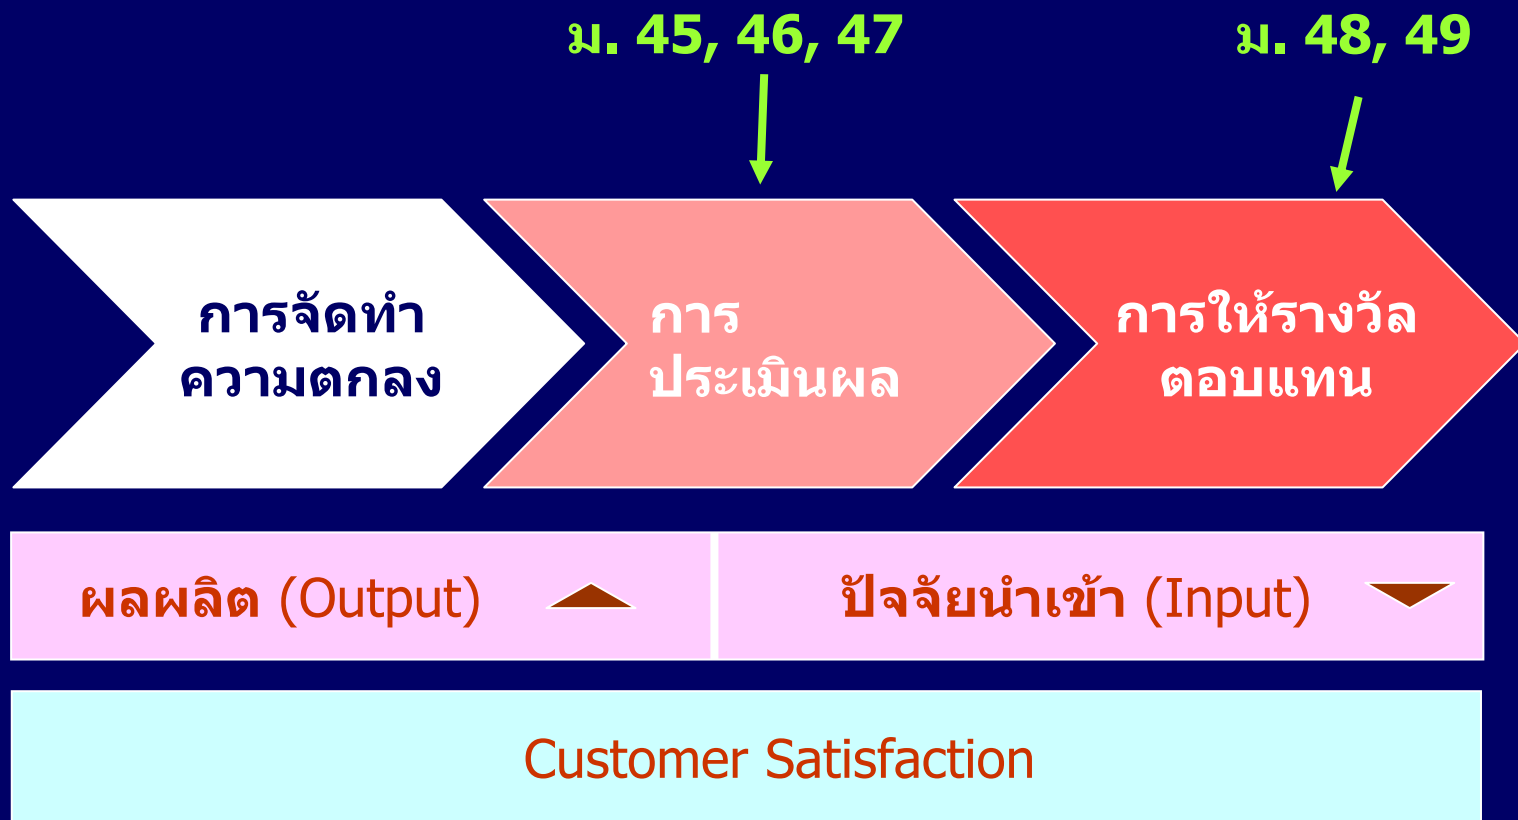 ม. 45, 46, 47
ม. 48, 49
การจัดทำ
ความตกลง
การ
ประเมินผล
การให้รางวัล
ตอบแทน
ผลผลิต (Output)
ปัจจัยนำเข้า (Input)
Customer Satisfaction